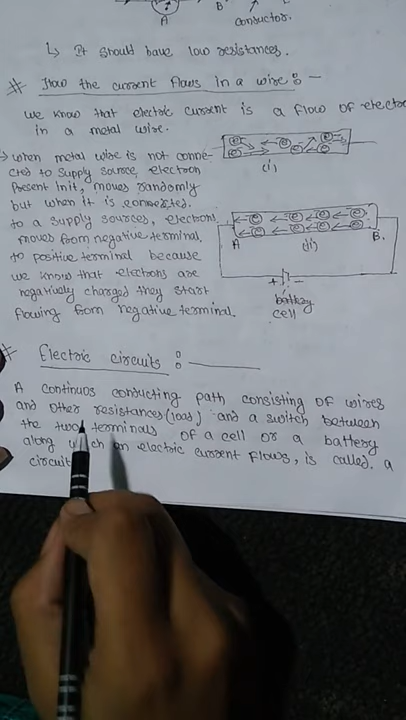 A
B
conductor.
↳ It should have low resistances.
# How the current flows in a wire :-
we know that electric current is a flow of elector
in a metal wire.
→ when metal wire is not conne-
cted to supply source, electroon
Present init, moves randomly
but when it is connected.
to a supply sources, electrons
moves from negative terminal,
to positive terminal because
we know that electrons are
negatively charged they start
flowing from negative terminal.
(i)
A
(ii)
B.
+ -
battery
cell
# Electric circuits :
A continuos conducting path consisting of wires
and other resistances (load) and a switch between
the two terminals of a cell or a battery
along which an electric current flows, is called. a
circuit